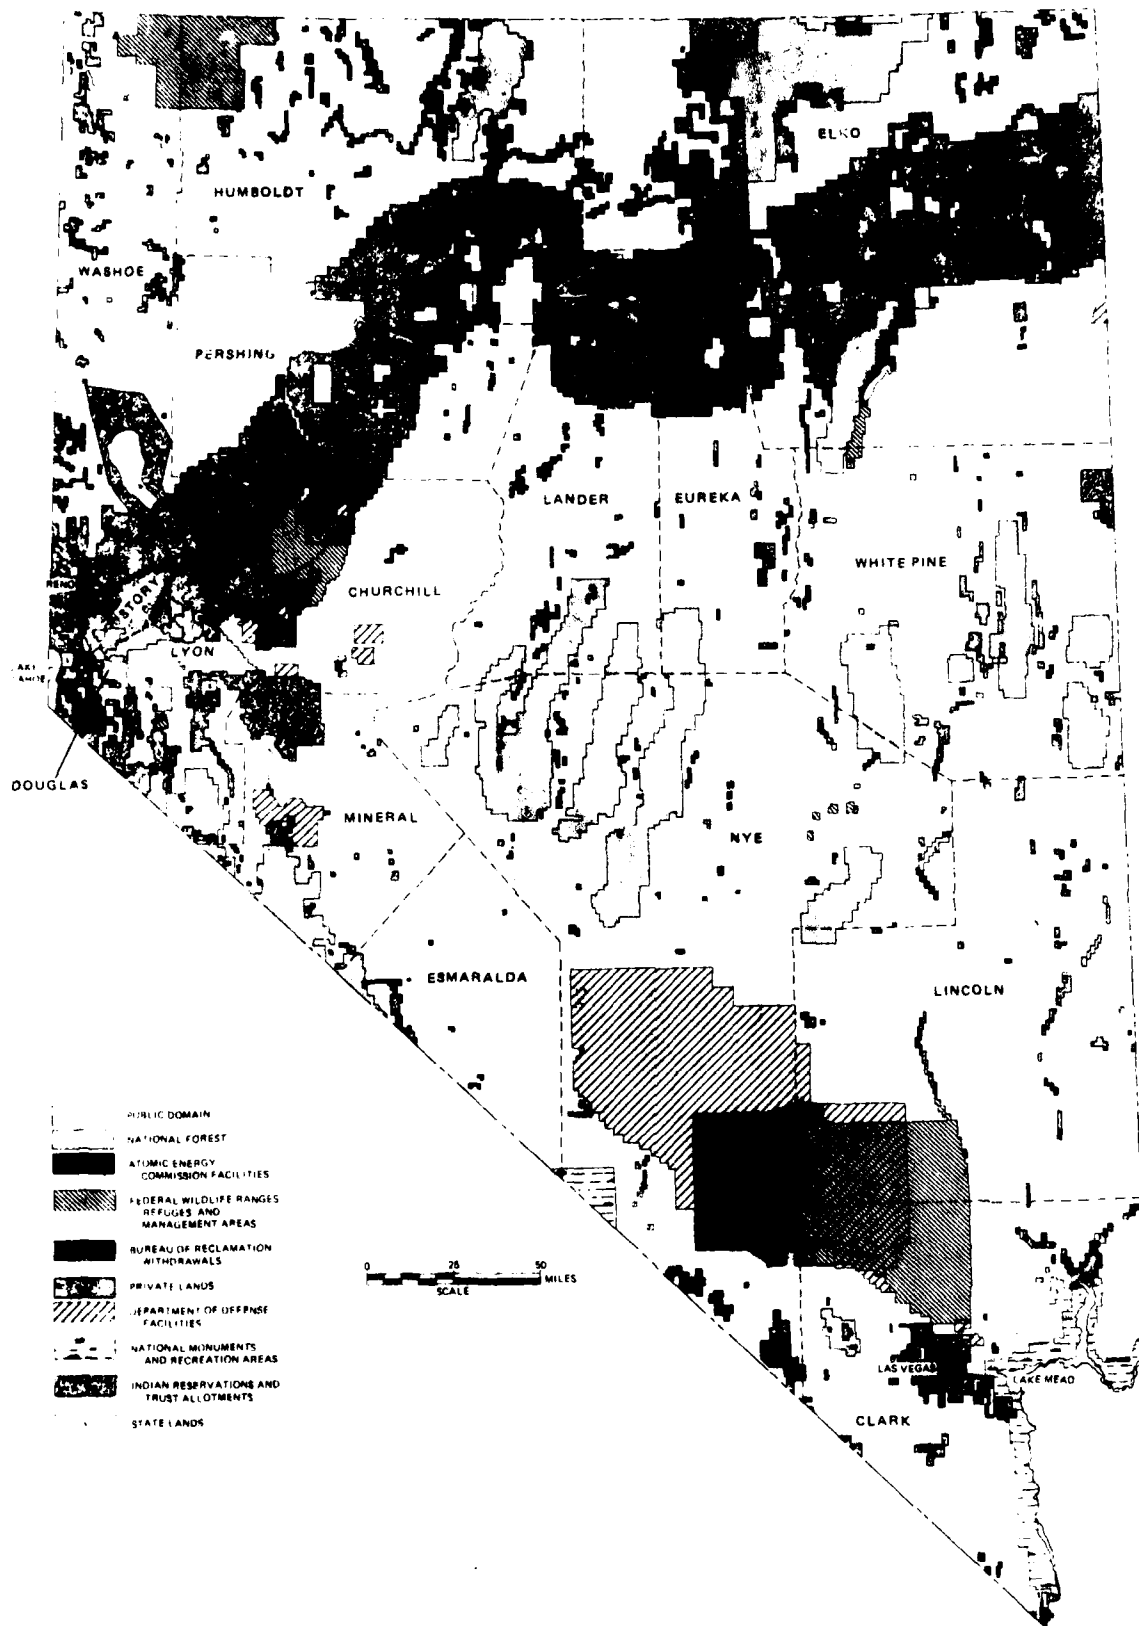 ELKO
HUMBOLDT
WASHOE
PERSHING
LANDER
EUREKA
WHITE PINE
RENO
STORY
CHURCHILL
LYON
DOUGLAS
MINERAL
NYE
ESMARALDA
LINCOLN
PUBLIC DOMAIN
NATIONAL FOREST
ATOMIC ENERGY
COMMISSION FACILITIES
FEDERAL WILDLIFE RANGES
REFUGES AND
MANAGEMENT AREAS
BUREAU OF RECLAMATION
WITHDRAWALS
PRIVATE LANDS
DEPARTMENT OF DEFENSE
FACILITIES
NATIONAL MONUMENTS
AND RECREATION AREAS
INDIAN RESERVATIONS AND
TRUST ALLOTMENTS
STATE LANDS
0 25 50
MILES
SCALE
LAS VEGAS
LAKE MEAD
CLARK